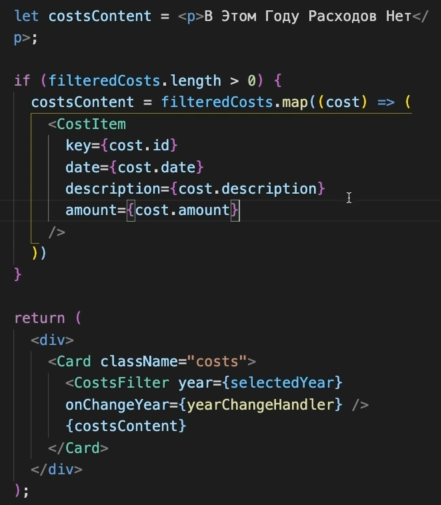 let costsContent = <p>В Этом Году Расходов Нет</
p>;
if (filteredCosts.length > 0) {
costsContent = filteredCosts.map((cost) => (
<CostItem
key={cost.id}
date={cost.date}
description={cost.description}
amount={cost.amount}
/>
))
}
return (
<div>
<Card className="costs">
<CostsFilter year={selectedYear}
onChangeYear={yearChangeHandler} />
{costsContent}
</Card>
</div>
);